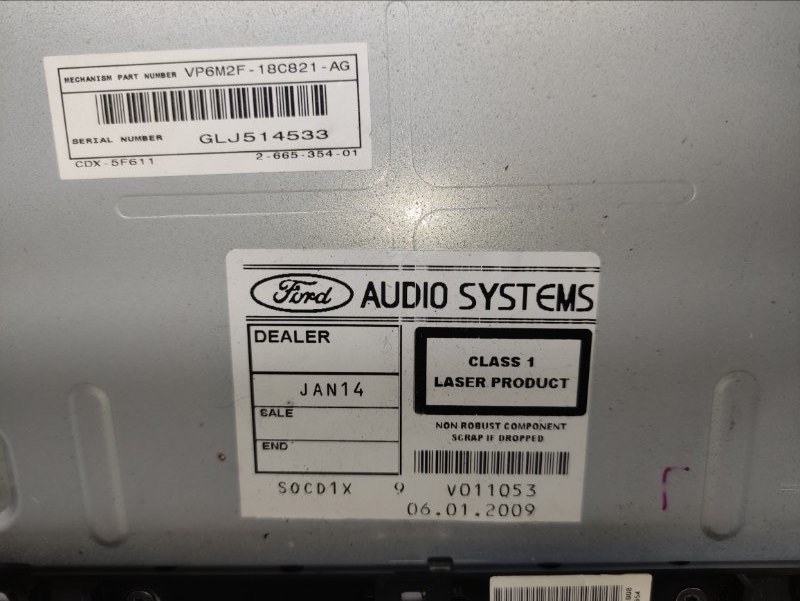 MECHANISM PART NUMBER VP6M2F-18C821-AG
SERIAL NUMBER GLJ514533
CDX-5F611 2-665-354-01
Ford AUDIO SYSTEMS
DEALER
JAN14
SALE
END
CLASS 1
LASER PRODUCT
NON ROBUST COMPONENT
SCRAP IF DROPPED
SOCD1X 9 V011053
06.01.2009